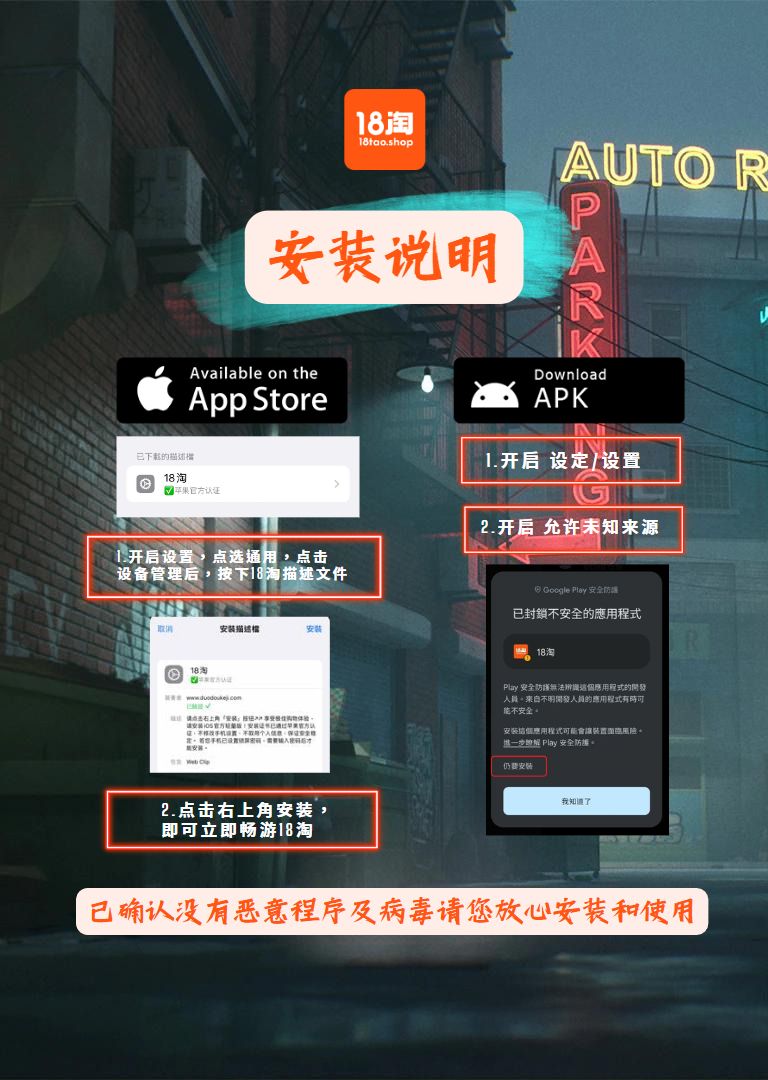 18淘
18tao.shop
AUTO R
PARKING
安装说明
Available on the
App Store
Download
APK
已下載的描述檔
18淘
✅苹果官方认证
1.开启设置，点选通用，点击
设备管理后，按下18淘描述文件
取消 安裝描述檔 安裝
18淘
✅苹果官方认证
簽署者 www.duodoukeji.com
已驗證 ✓
描述 请点击右上角「安装」按钮 享受极佳购物体验，
请安装iOS官方轻量版！安装证书已通过苹果官方认
证，不修改手机设置、不取用个人信息，保证安全稳
定。若您手机已设置锁屏密码，需要输入密码后才
能安装。
包含 Web Clip
2.点击右上角安装，
即可立即畅游18淘
1.开启 设定/设置
2.开启 允许未知来源
Google Play 安全防護
已封鎖不安全的應用程式
18淘
Play 安全防護無法辨識這個應用程式的開發
人員。來自不明開發人員的應用程式有時可
能不安全。
安裝這個應用程式可能會讓裝置面臨風險。
進一步瞭解 Play 安全防護。
仍要安裝
我知道了
已确认没有恶意程序及病毒请您放心安装和使用